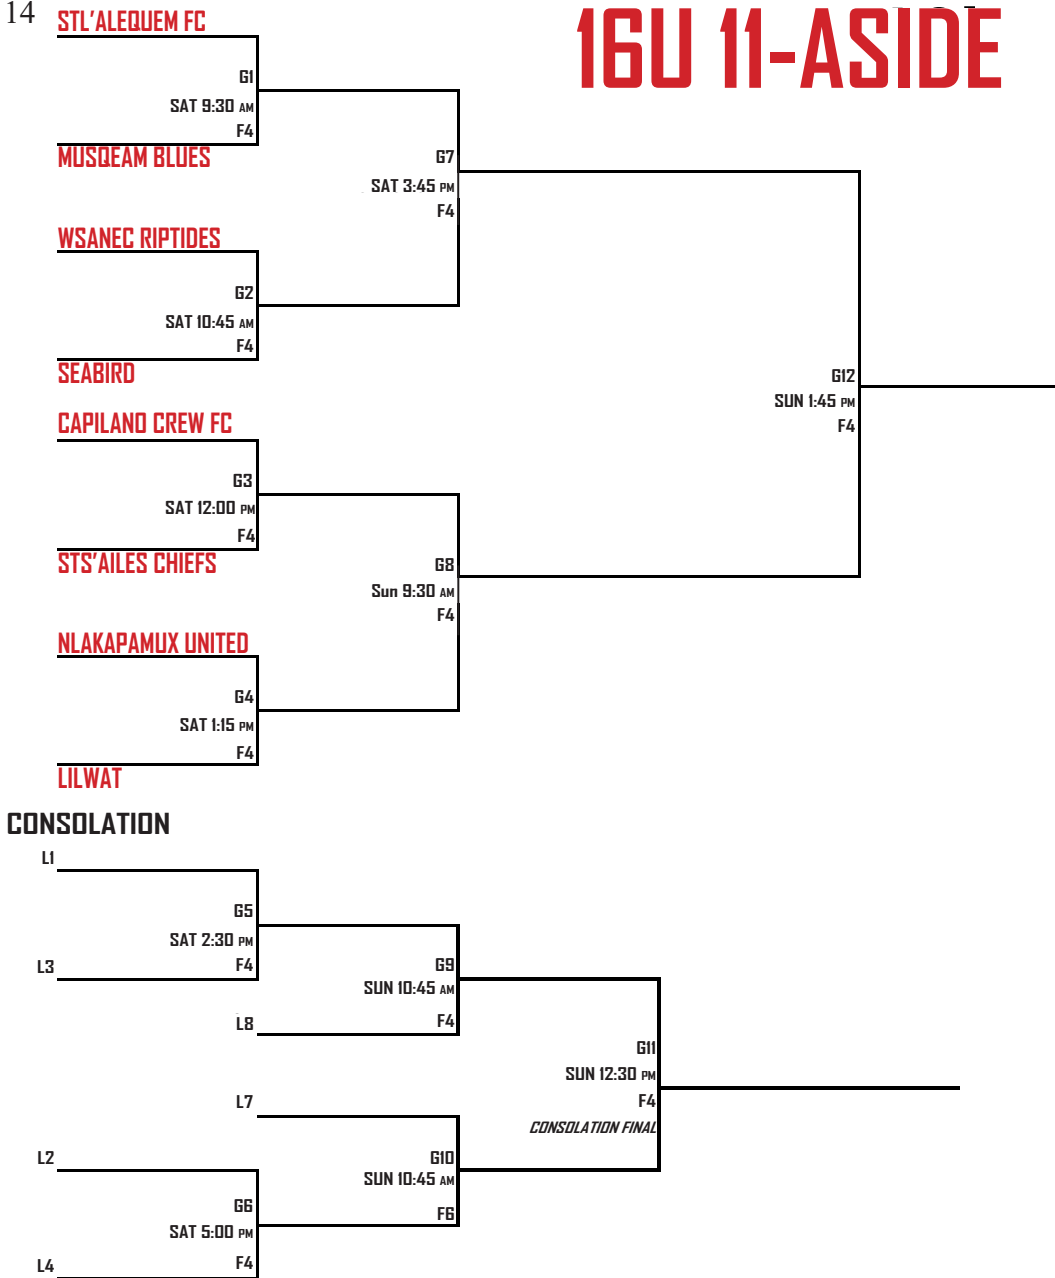 14
16U 11-ASIDE
STL'ALEQUEM FC
G1
SAT 9:30 AM
F4
MUSQEAM BLUES
G7
SAT 3:45 PM
F4
WSANEC RIPTIDES
G2
SAT 10:45 AM
F4
SEABIRD
G12
SUN 1:45 PM
F4
CAPILANO CREW FC
G3
SAT 12:00 PM
F4
STS'AILES CHIEFS
G8
Sun 9:30 AM
F4
NLAKAPAMUX UNITED
G4
SAT 1:15 PM
F4
LILWAT
CONSOLATION
L1
G5
SAT 2:30 PM
F4
L3
G9
SUN 10:45 AM
F4
L8
G11
SUN 12:30 PM
F4
CONSOLATION FINAL
L7
L2
G10
SUN 10:45 AM
F6
G6
SAT 5:00 PM
F4
L4